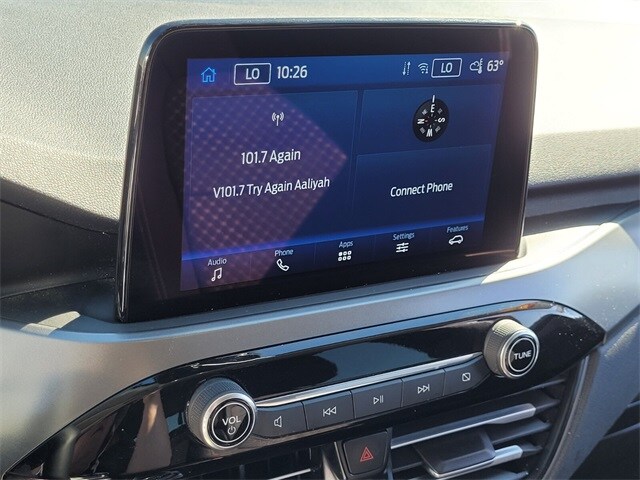 LO 10:26 LO 63°
E
N S
W
101.7 Again
V101.7 Try Again Aaliyah
Connect Phone
Audio Phone Apps Settings Features
VOL TUNE